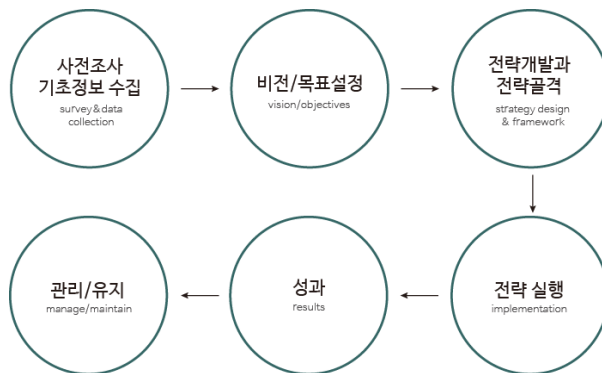 사전조사
기초정보 수집
survey&data
collection
비전/목표설정
vision/objectives
전략개발과
전략골격
strategy design
& framework
전략 실행
implementation
성과
results
관리/유지
manage/maintain